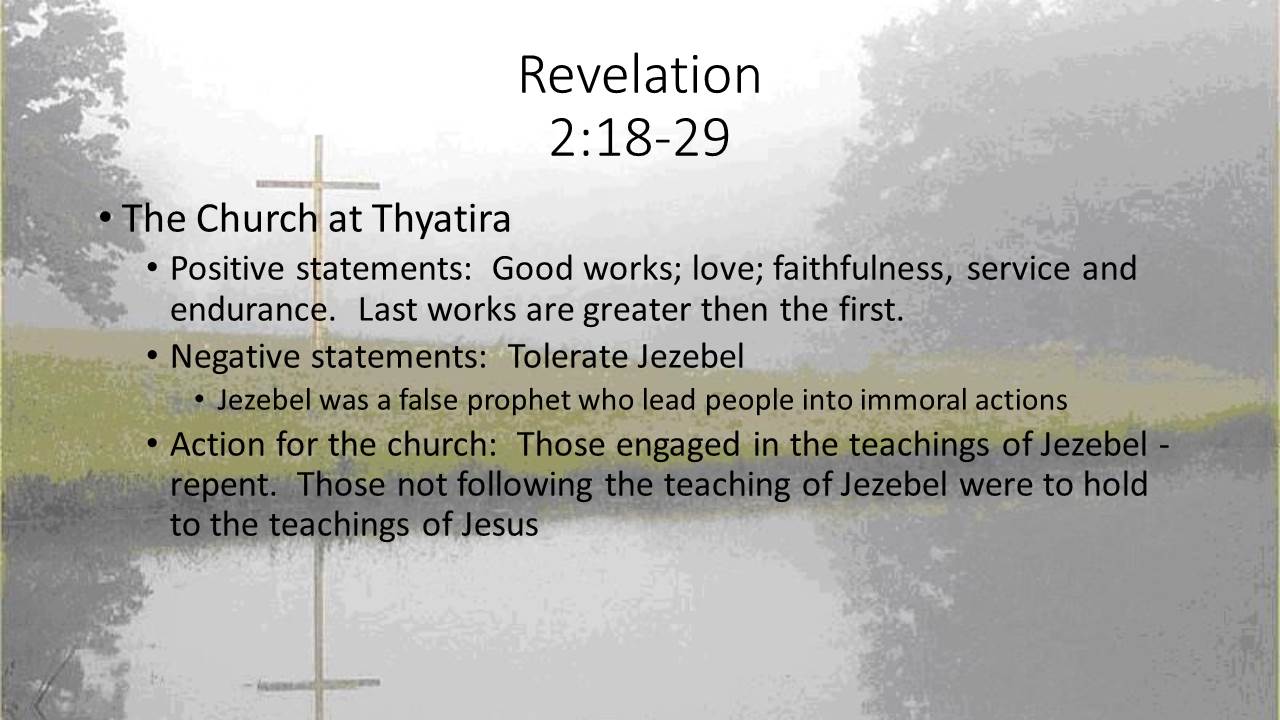 Revelation
2:18-29
• The Church at Thyatira
• Positive statements:  Good works; love; faithfulness, service and
endurance.  Last works are greater then the first.
• Negative statements:  Tolerate Jezebel
• Jezebel was a false prophet who lead people into immoral actions
• Action for the church:  Those engaged in the teachings of Jezebel -
repent.  Those not following the teaching of Jezebel were to hold
to the teachings of Jesus